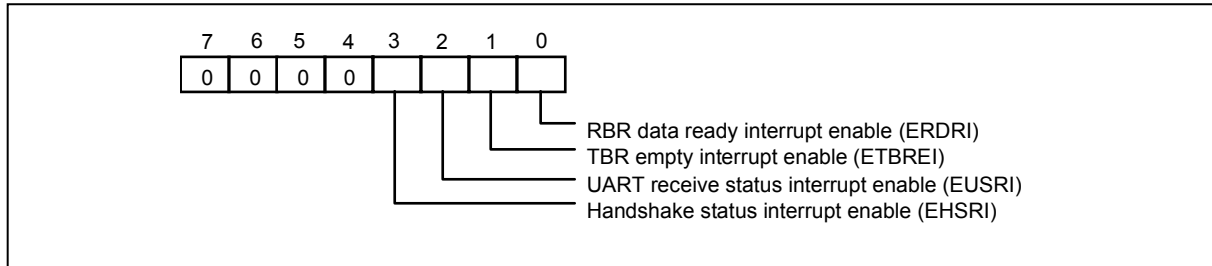 7 6 5 4 3 2 1 0
0 0 0 0
RBR data ready interrupt enable (ERDRI)
TBR empty interrupt enable (ETBREI)
UART receive status interrupt enable (EUSRI)
Handshake status interrupt enable (EHSRI)